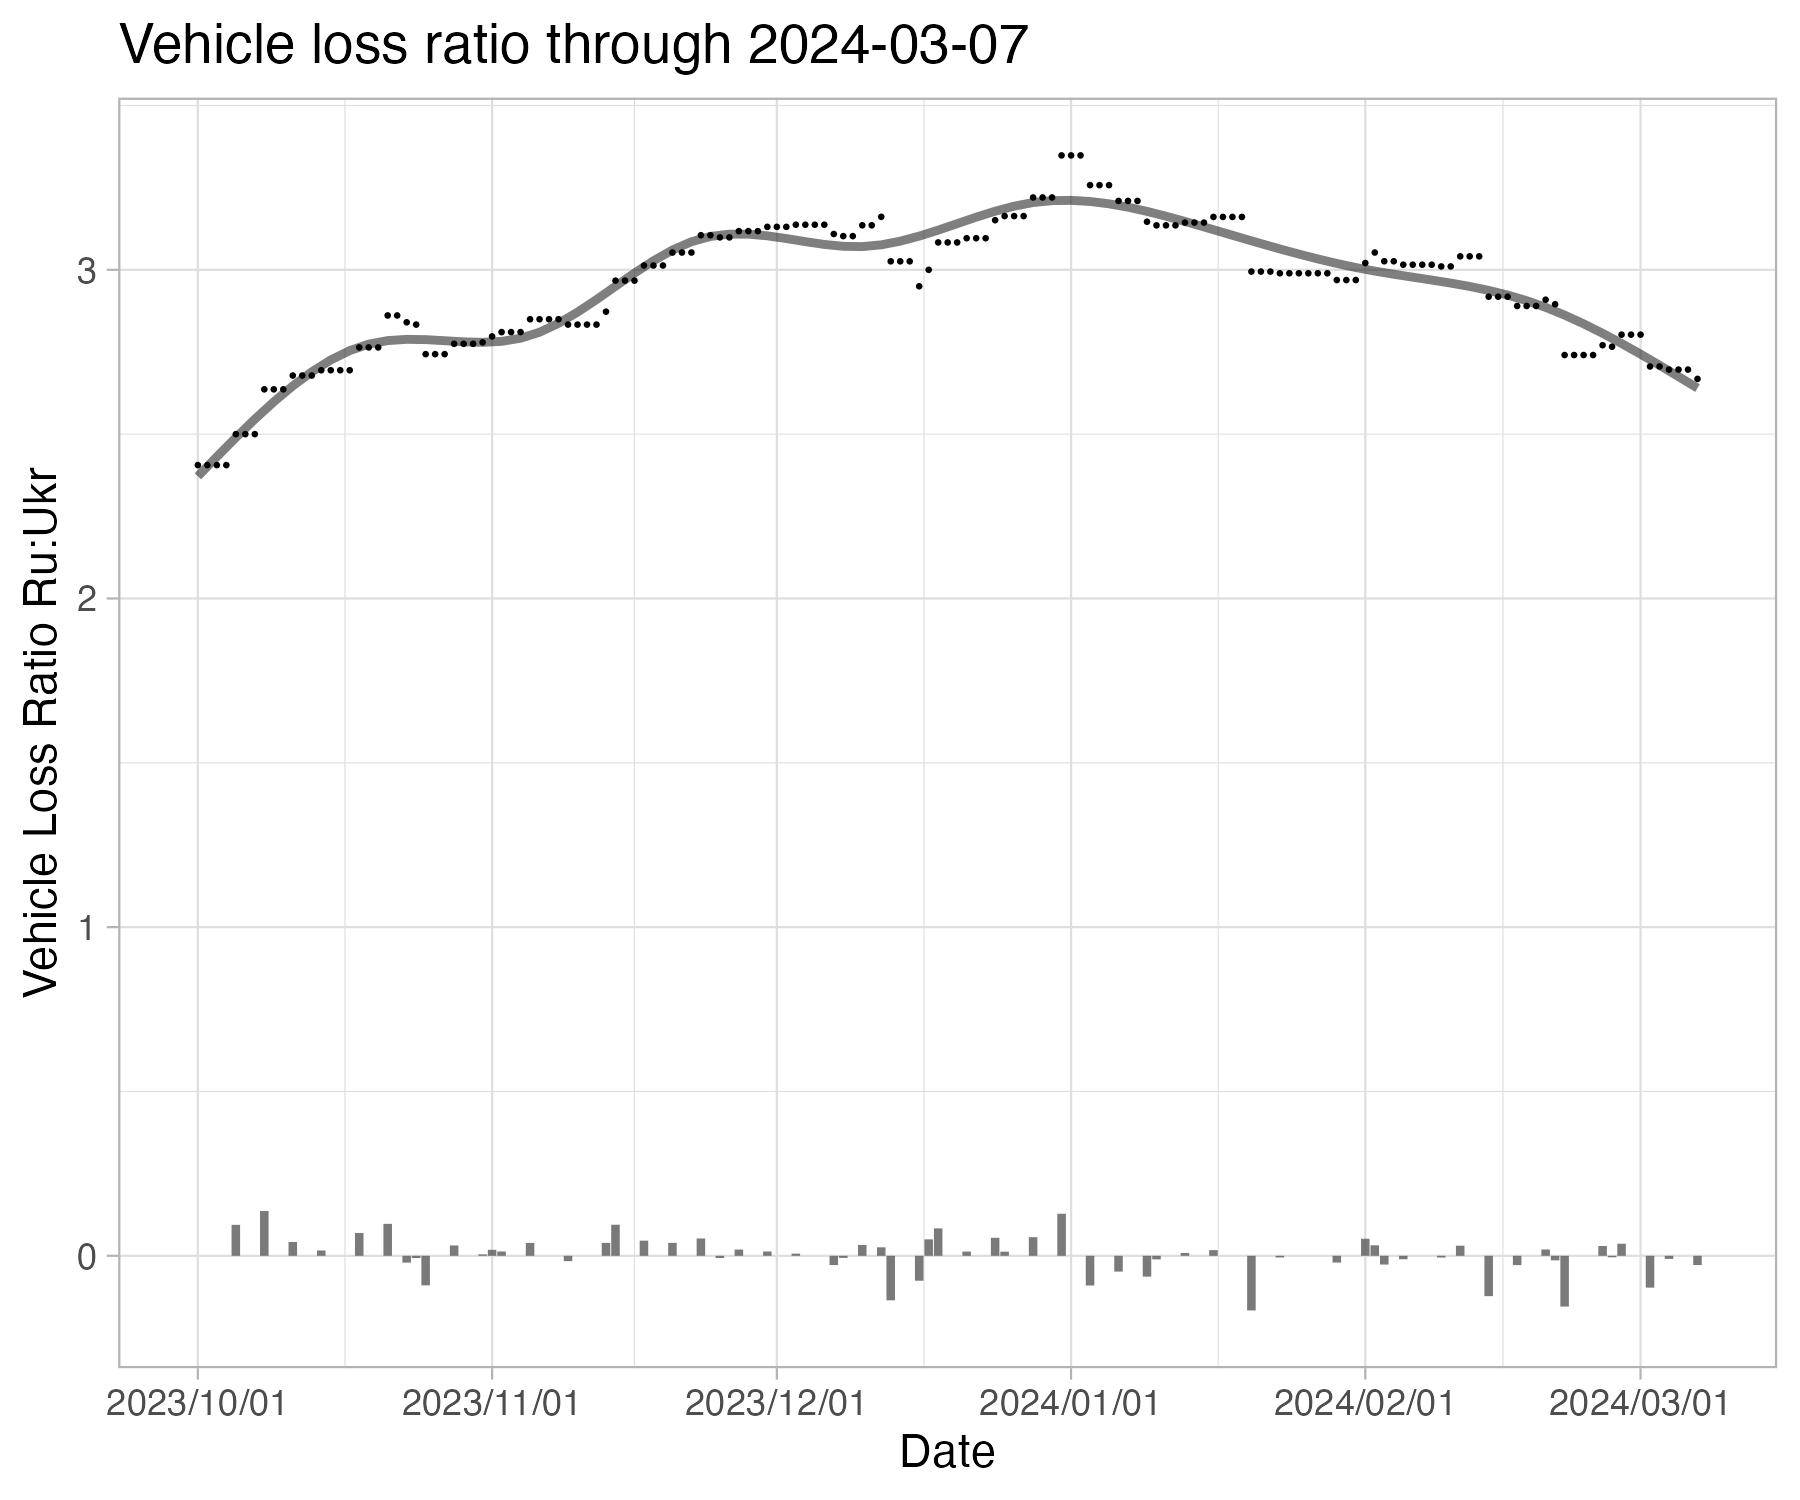 Vehicle loss ratio through 2024-03-07
Vehicle Loss Ratio Ru:Ukr
3
2
1
0
2023/10/01 2023/11/01 2023/12/01 2024/01/01 2024/02/01 2024/03/01
Date